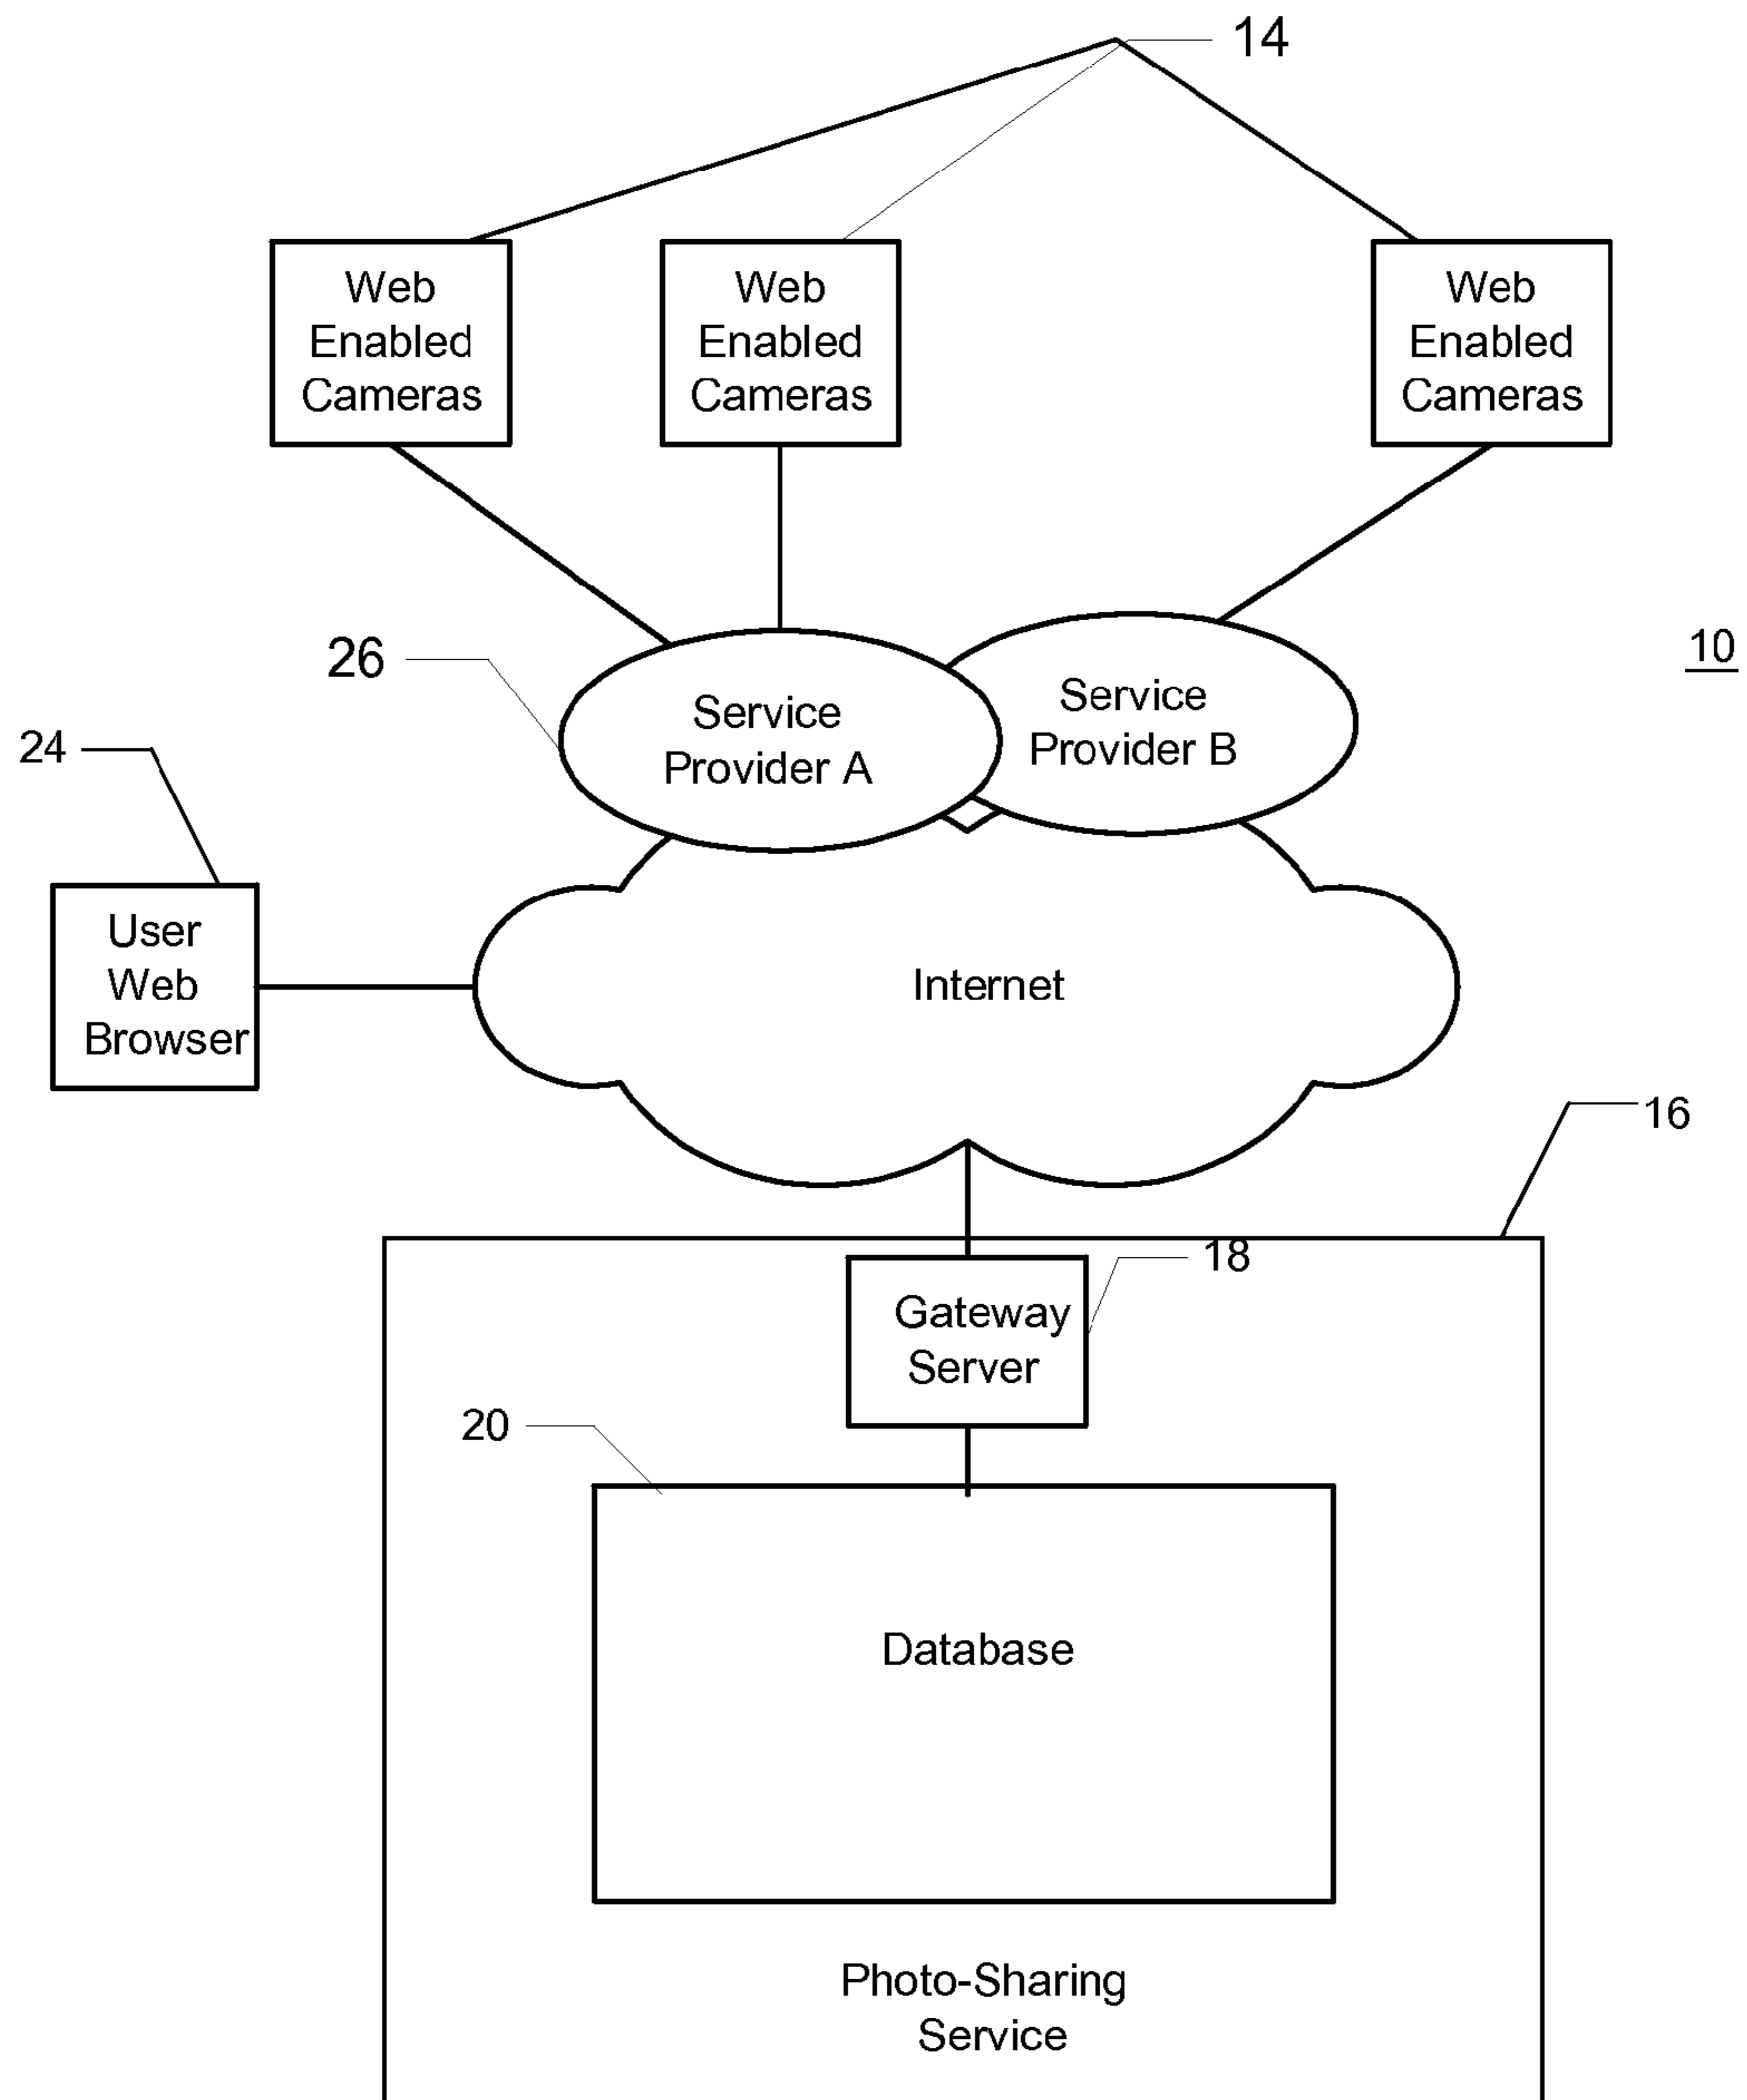 14
Web
Enabled
Cameras
Web
Enabled
Cameras
Web
Enabled
Cameras
10
26
Service
Provider A
Service
Provider B
24
User
Web
Browser
Internet
16
18
Gateway
Server
20
Database
Photo-Sharing
Service